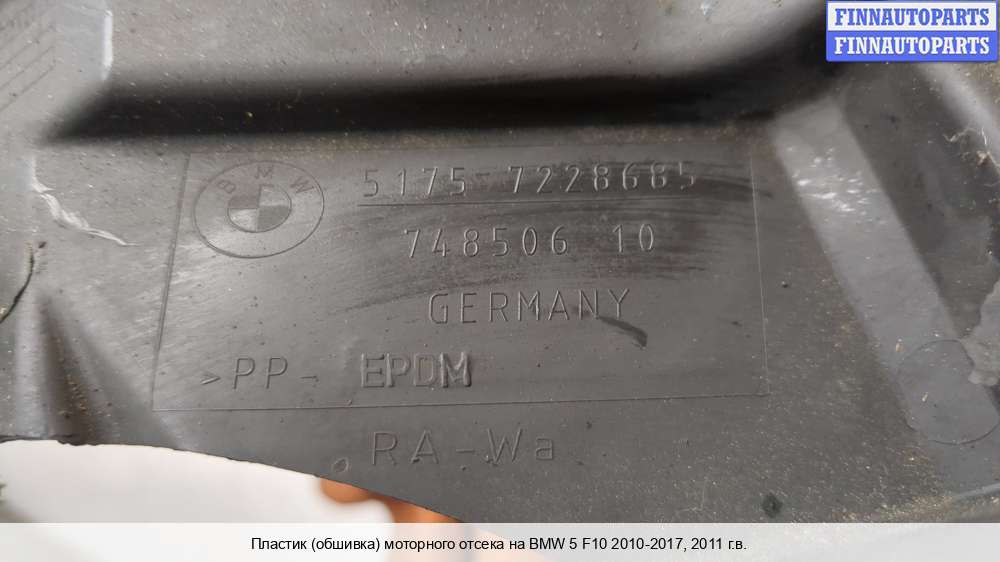 FINNAUTOPARTS
FINNAUTOPARTS
BMW
5175 7228685
748506 10
GERMANY
>PP- EPDM
RA-Wa
Пластик (обшивка) моторного отсека на BMW 5 F10 2010-2017, 2011 г.в.